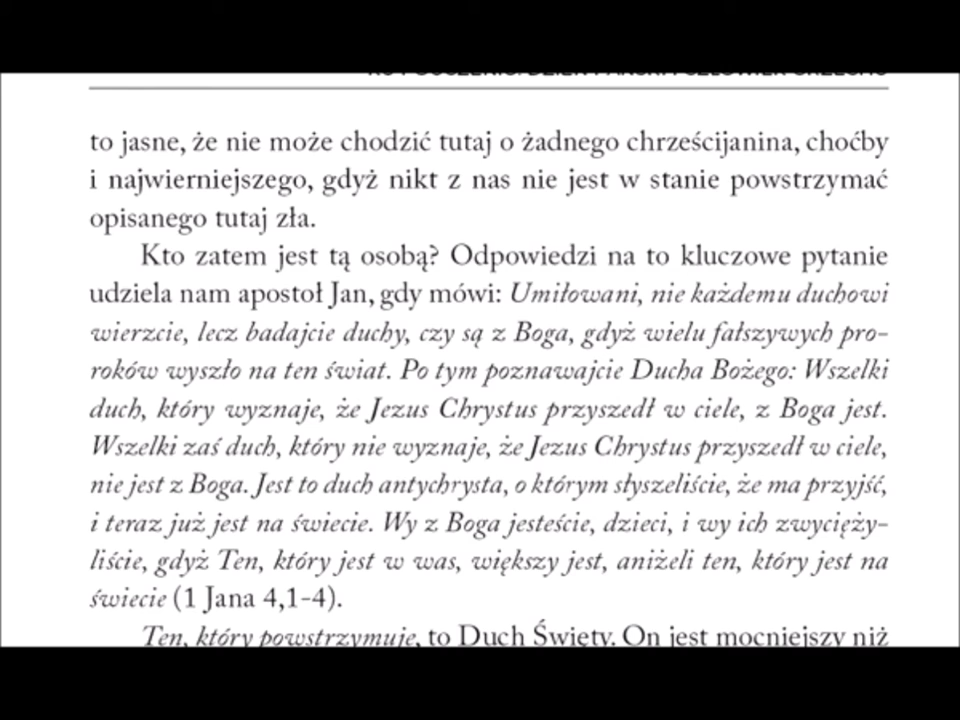 to jasne, że nie może chodzić tutaj o żadnego chrześcijanina, choćby
i najwierniejszego, gdyż nikt z nas nie jest w stanie powstrzymać
opisanego tutaj zła.
Kto zatem jest tą osobą? Odpowiedzi na to kluczowe pytanie
udziela nam apostoł Jan, gdy mówi: Umiłowani, nie każdemu duchowi
wierzcie, lecz badajcie duchy, czy są z Boga, gdyż wielu fałszywych pro-
roków wyszło na ten świat. Po tym poznawajcie Ducha Bożego: Wszelki
duch, który wyznaje, że Jezus Chrystus przyszedł w ciele, z Boga jest.
Wszelki zaś duch, który nie wyznaje, że Jezus Chrystus przyszedł w ciele,
nie jest z Boga. Jest to duch antychrysta, o którym słyszeliście, że ma przyjść,
i teraz już jest na świecie. Wy z Boga jesteście, dzieci, i wy ich zwycięży-
liście, gdyż Ten, który jest w was, większy jest, aniżeli ten, który jest na
świecie (1 Jana 4,1-4).
Ten, który powstrzymuje, to Duch Święty. On jest mocniejszy niż